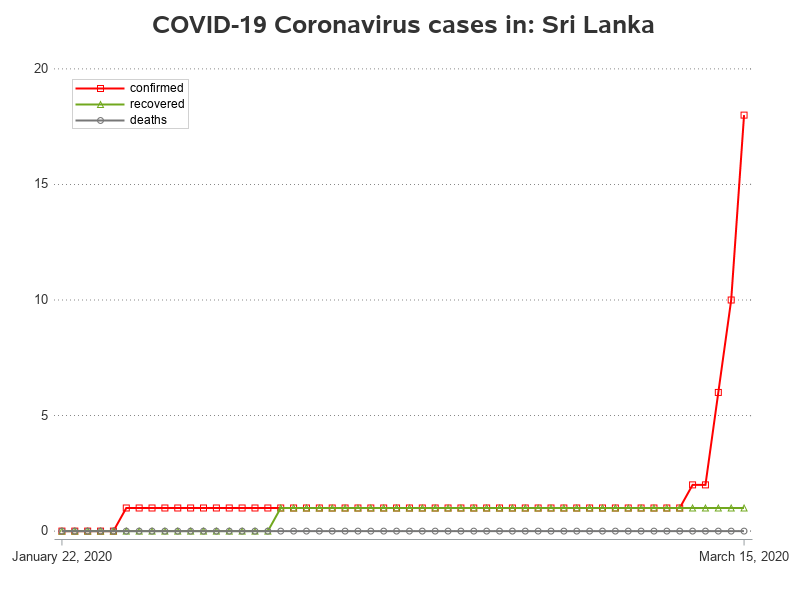 COVID-19 Coronavirus cases in: Sri Lanka
20
confirmed
recovered
deaths
15
10
5
0
January 22, 2020
March 15, 2020